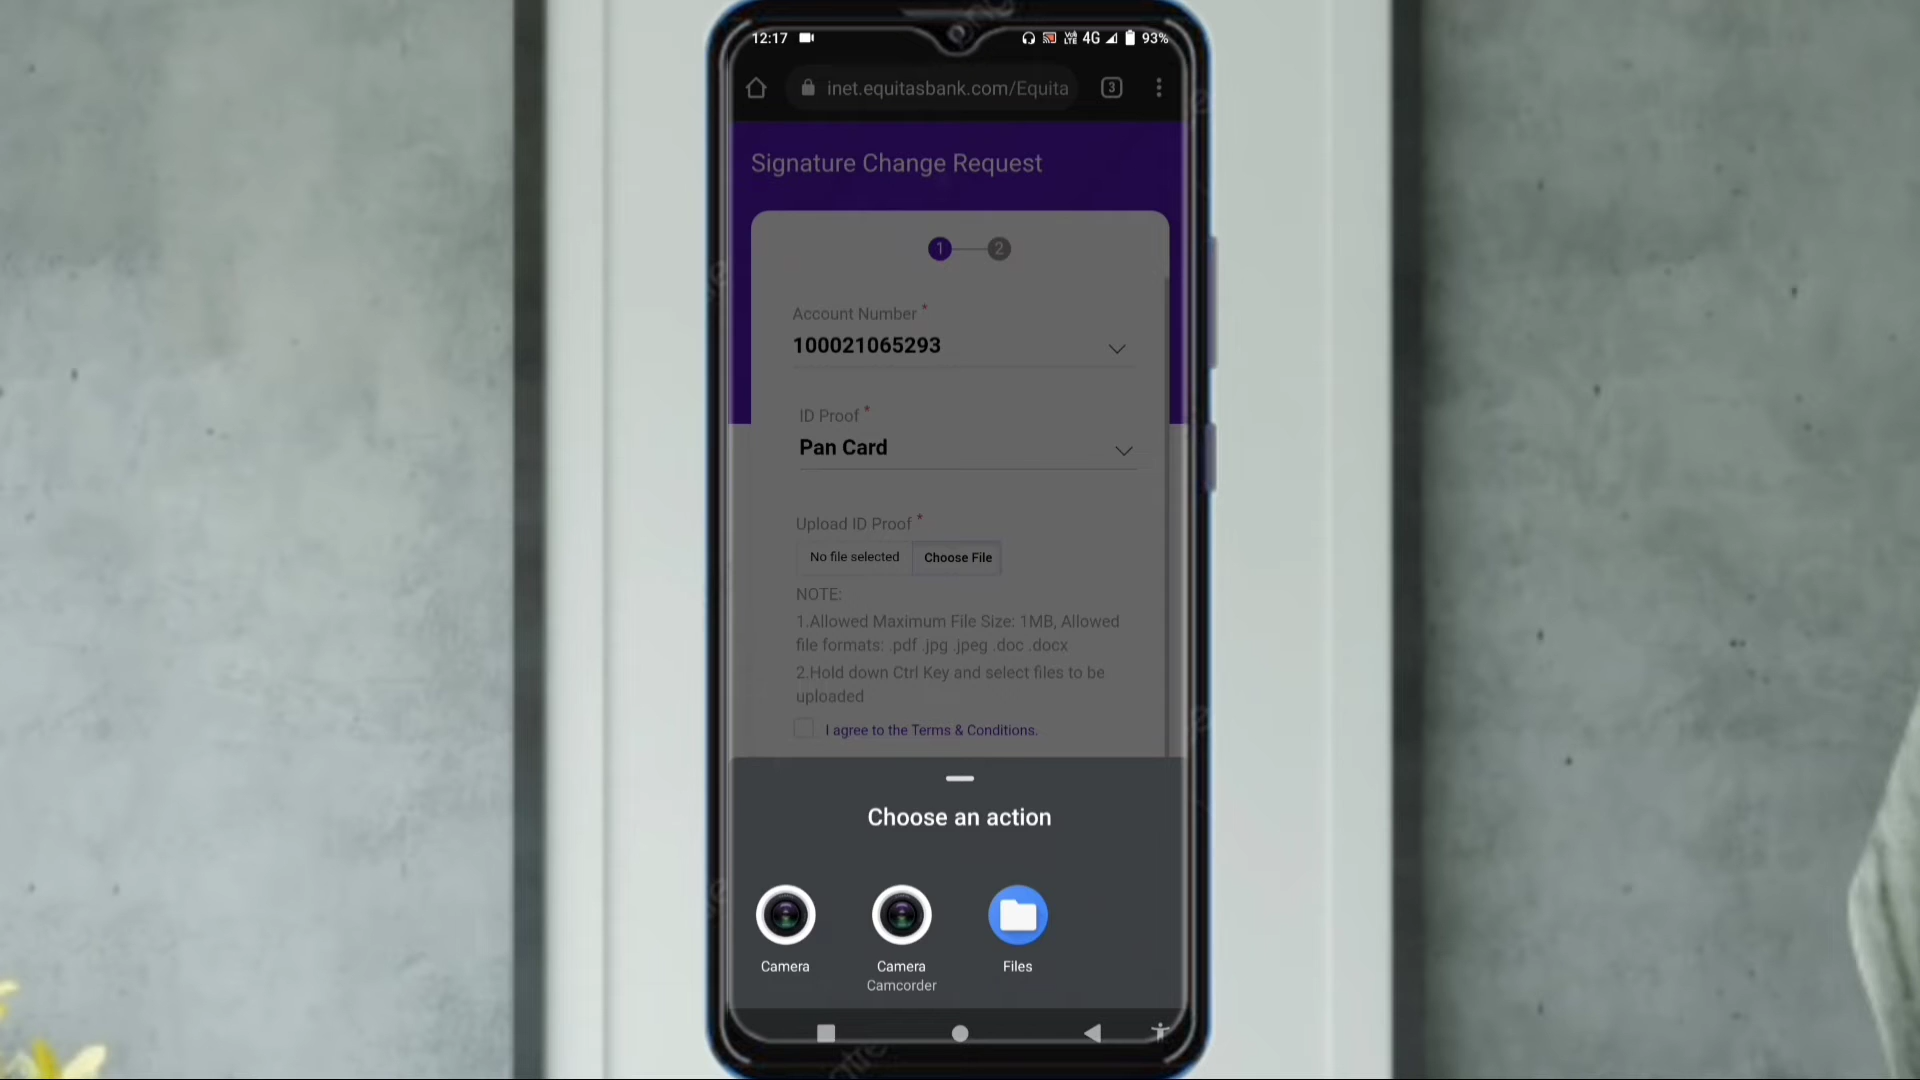 12:17
4G 93%
inet.equitasbank.com/Equita
3
Signature Change Request
1 2
Account Number *
100021065293
ID Proof *
Pan Card
Upload ID Proof *
No file selected Choose File
NOTE:
1.Allowed Maximum File Size: 1MB, Allowed
file formats: .pdf .jpg .jpeg .doc .docx
2.Hold down Ctrl Key and select files to be
uploaded
I agree to the Terms & Conditions.
Choose an action
Camera Camera Files
Camcorder